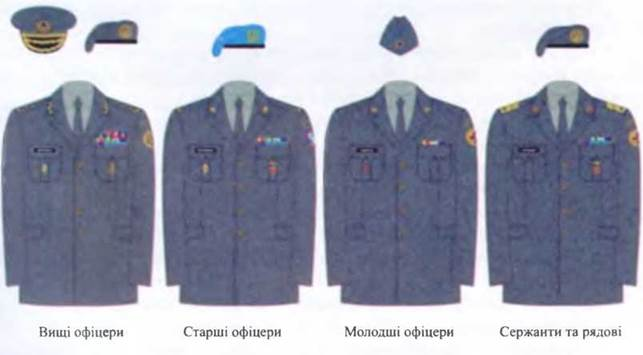 Вищі офіцери
Старші офіцери
Молодші офіцери
Сержанти та рядові